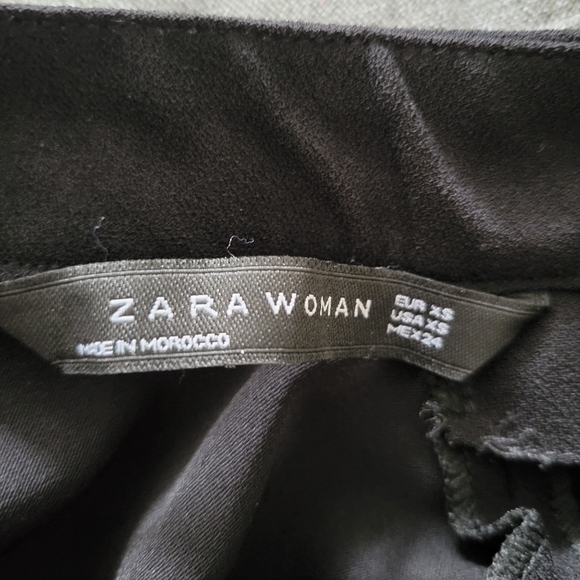 ZARA WOMAN
MADE IN MOROCCO
EUR XS
USA XS
MEX 24